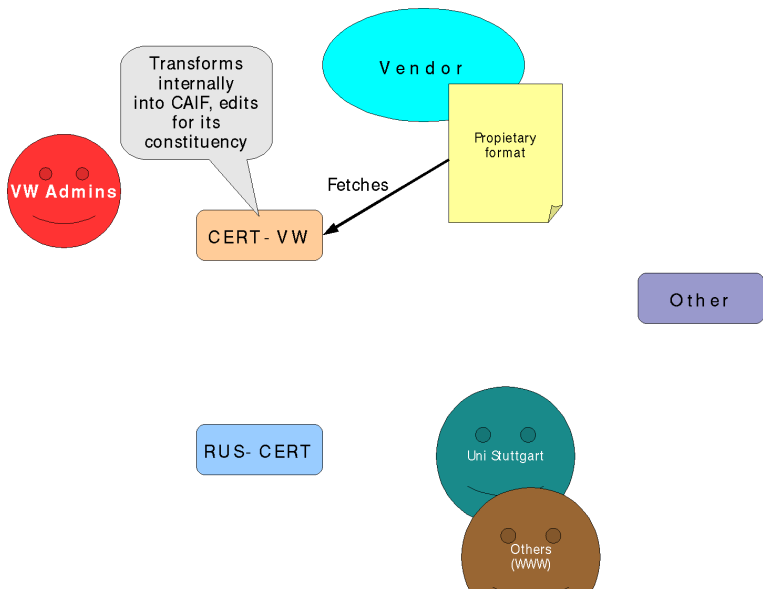 Transforms
internally
into CAIF, edits
for its
constituency
Vendor
Propietary
format
VW Admins
Fetches
CERT- VW
Other
RUS- CERT
Uni Stuttgart
Others
(WWW)